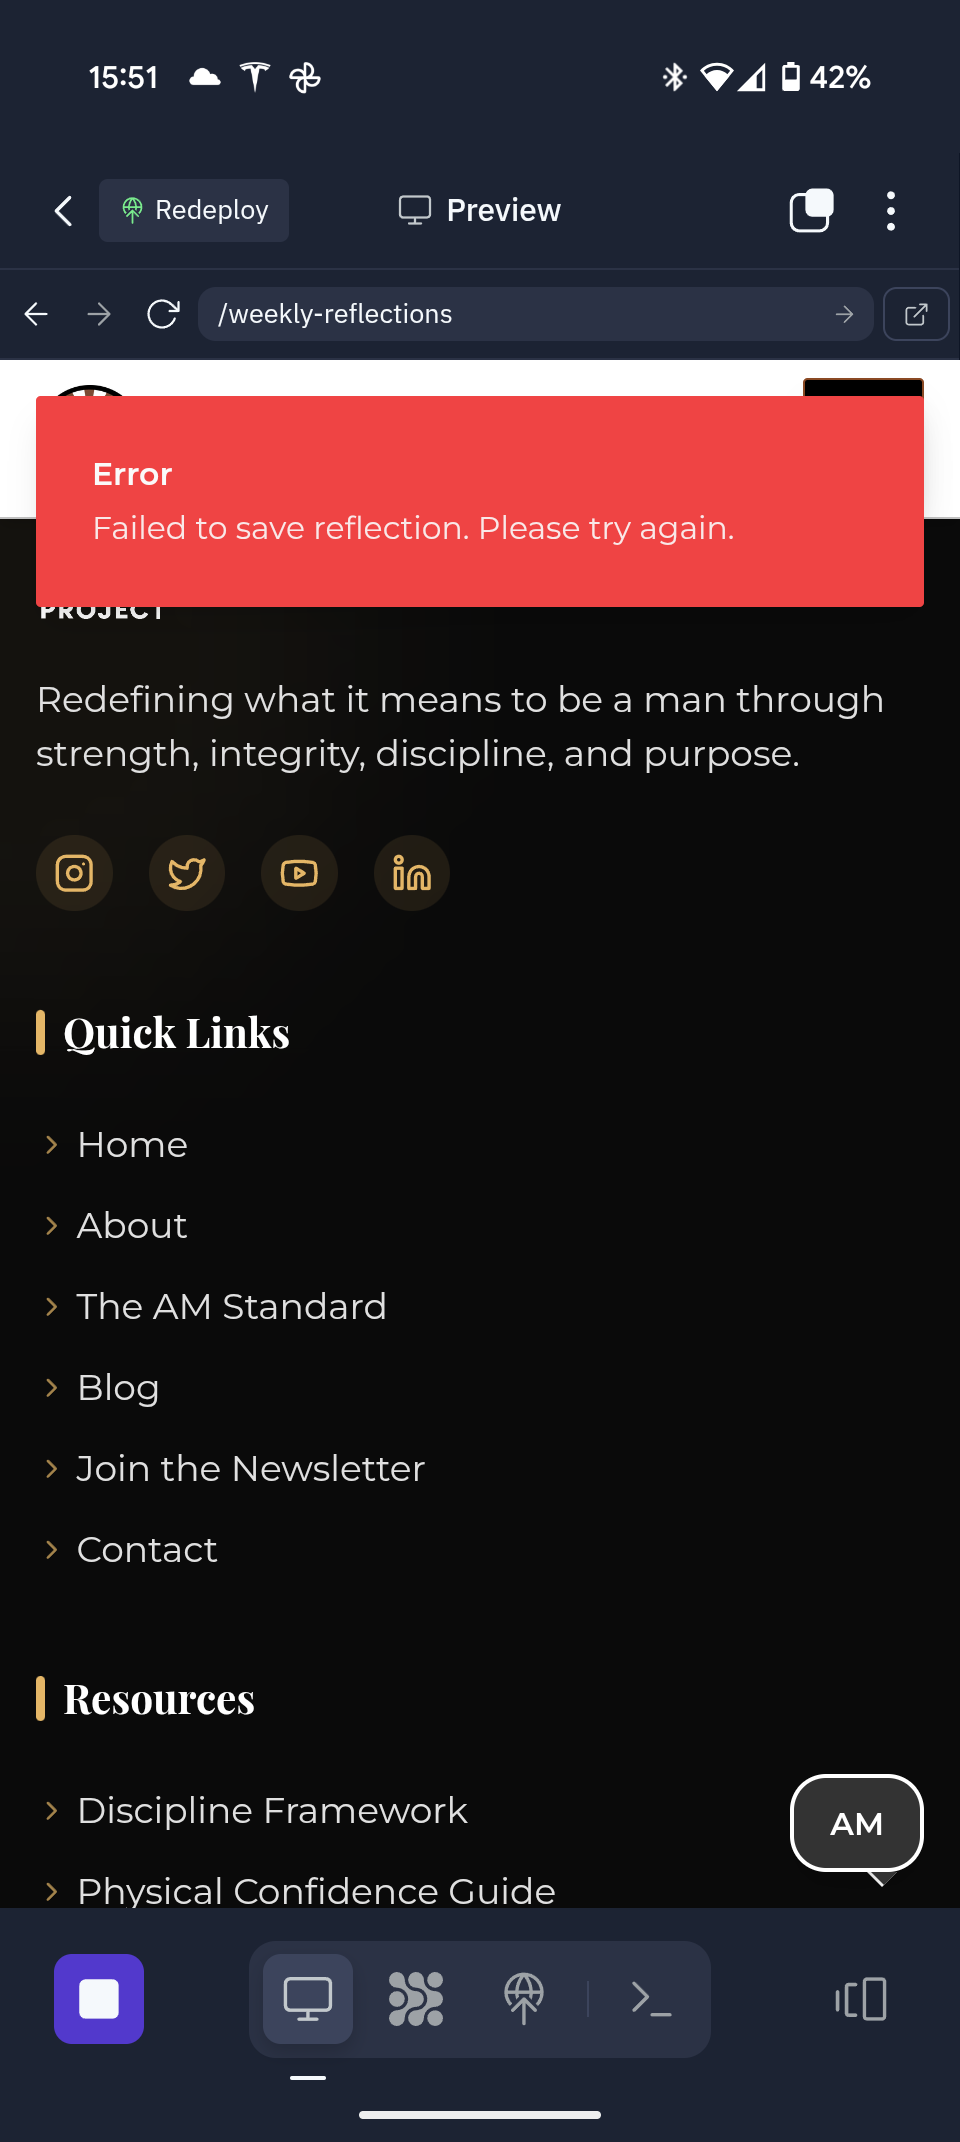 15:51
42%
Redeploy
Preview
/weekly-reflections
Error
Failed to save reflection. Please try again.
PROJECT
Redefining what it means to be a man through
strength, integrity, discipline, and purpose.
Quick Links
Home
About
The AM Standard
Blog
Join the Newsletter
Contact
Resources
Discipline Framework
AM
Physical Confidence Guide